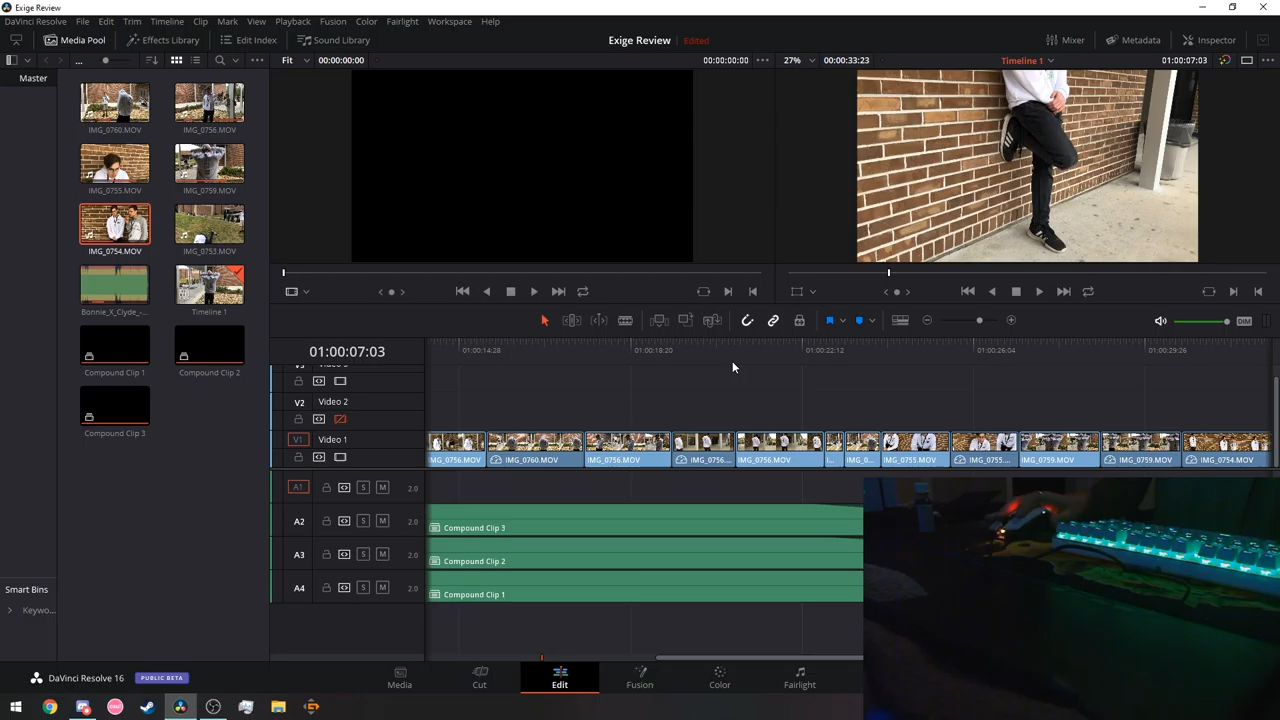 Exige Review
DaVinci Resolve File Edit Trim Timeline Clip Mark View Playback Fusion Color Fairlight Workspace Help
Media Pool Effects Library Edit Index Sound Library Exige Review Edited Mixer Metadata Inspector
... Fit 00:00:00:00 00:00:00:00 27% 00:00:33:23 Timeline 1 01:00:07:03
Master
IMG_0760.MOV IMG_0756.MOV
IMG_0755.MOV IMG_0759.MOV
IMG_0754.MOV IMG_0753.MOV
Bonnie_X_Clyde_-... Timeline 1
Compound Clip 1 Compound Clip 2
Compound Clip 3
DIM
01:00:07:03 01:00:14:28 01:00:18:20 01:00:22:12 01:00:26:04 01:00:29:26
V2 Video 2
V1 Video 1
IMG_0756.MOV IMG_0760.MOV IMG_0756.MOV IMG_0756... IMG_0756.MOV I... IMG_0... IMG_0755.MOV 0755.... IMG_0759.MOV IMG_0759.MOV IMG_0754.MOV
A1 S M 2.0
A2 S M 2.0 Compound Clip 3
A3 S M 2.0 Compound Clip 2
A4 S M 2.0 Compound Clip 1
Smart Bins
Keywo...
DaVinci Resolve 16 PUBLIC BETA
Media Cut Edit Fusion Color Fairlight